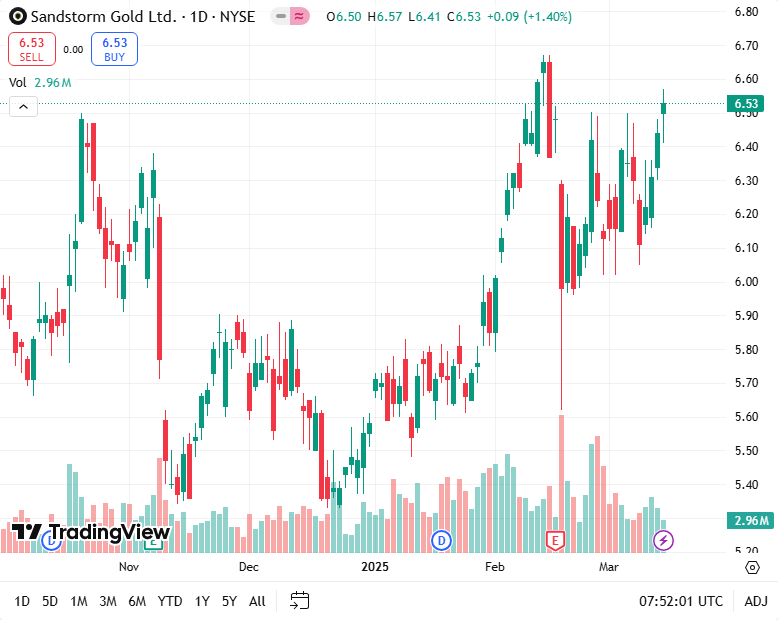 Sandstorm Gold Ltd. · 1D · NYSE O6.50 H6.57 L6.41 C6.53 +0.09 (+1.40%)
6.53 SELL 0.00 6.53 BUY
Vol 2.96M
6.80
6.70
6.60
6.53
6.50
6.40
6.30
6.20
6.10
6.00
5.90
5.80
5.70
5.60
5.50
5.40
2.96M
5.20
TradingView
D E D E
Nov Dec 2025 Feb Mar
1D 5D 1M 3M 6M YTD 1Y 5Y All 07:52:01 UTC ADJ